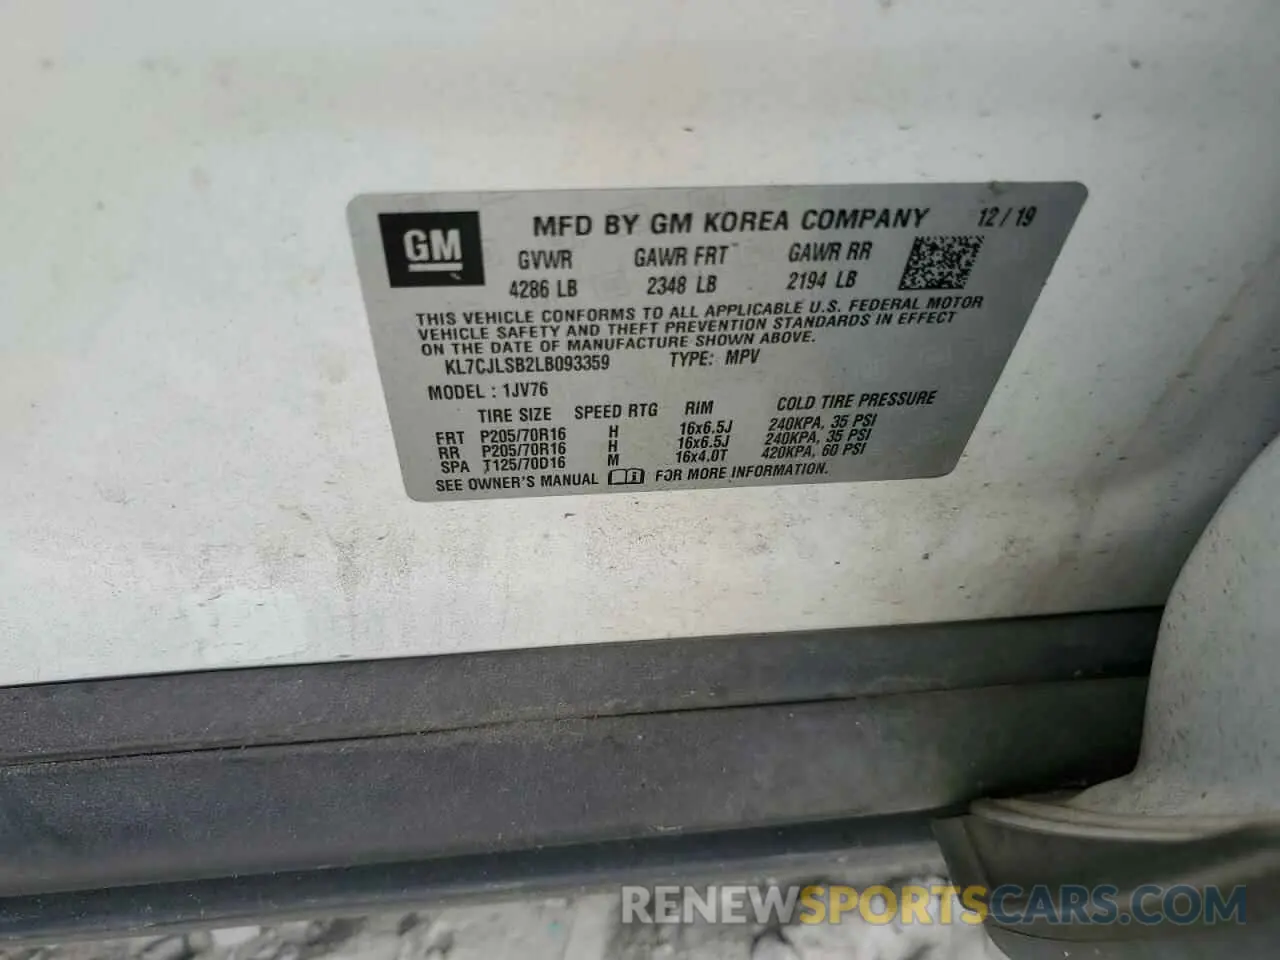 GM
MFD BY GM KOREA COMPANY 12/19
GVWR GAWR FRT GAWR RR
4286 LB 2348 LB 2194 LB
THIS VEHICLE CONFORMS TO ALL APPLICABLE U.S. FEDERAL MOTOR
VEHICLE SAFETY AND THEFT PREVENTION STANDARDS IN EFFECT
ON THE DATE OF MANUFACTURE SHOWN ABOVE.
KL7CJLSB2LB093359 TYPE: MPV
MODEL : 1JV76
TIRE SIZE SPEED RTG RIM COLD TIRE PRESSURE
FRT P205/70R16 H 16x6.5J 240KPA, 35 PSI
RR P205/70R16 H 16x6.5J 240KPA, 35 PSI
SPA T125/70D16 M 16x4.0T 420KPA, 60 PSI
SEE OWNER'S MANUAL FOR MORE INFORMATION.
RENEWSPORTSCARS.COM